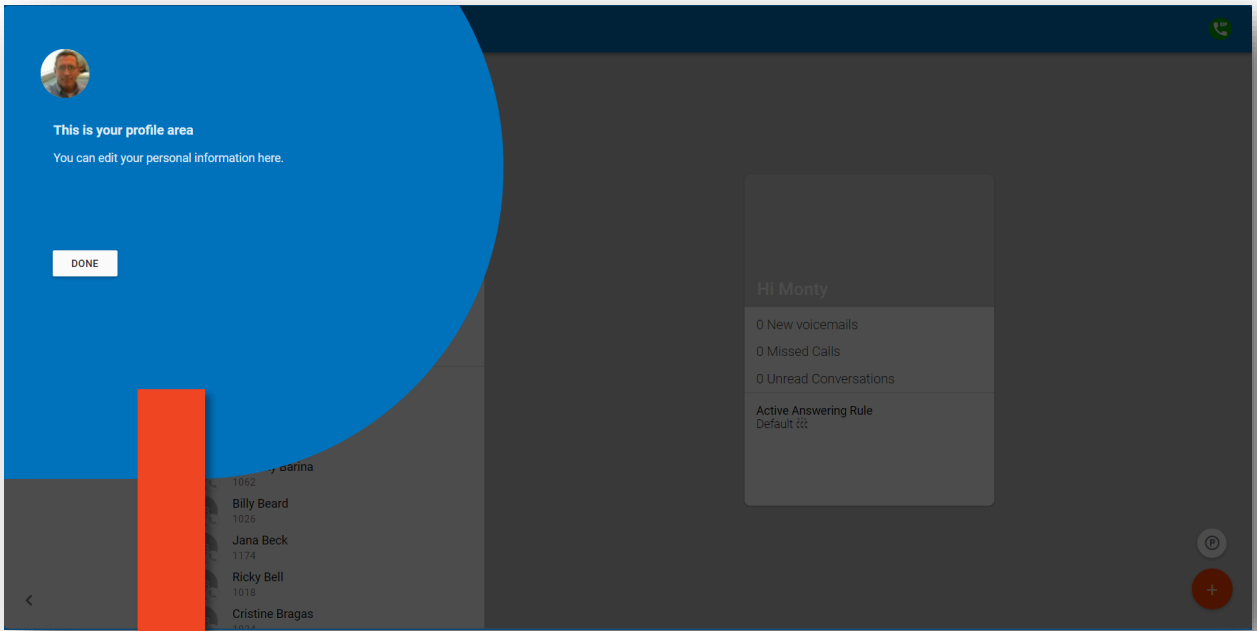 This is your profile area
You can edit your personal information here.
DONE
Hi Monty
0 New voicemails
0 Missed Calls
0 Unread Conversations
Active Answering Rule
Default
Barina
1062
Billy Beard
1026
Jana Beck
1174
Ricky Bell
1018
Cristine Bragas
P
+